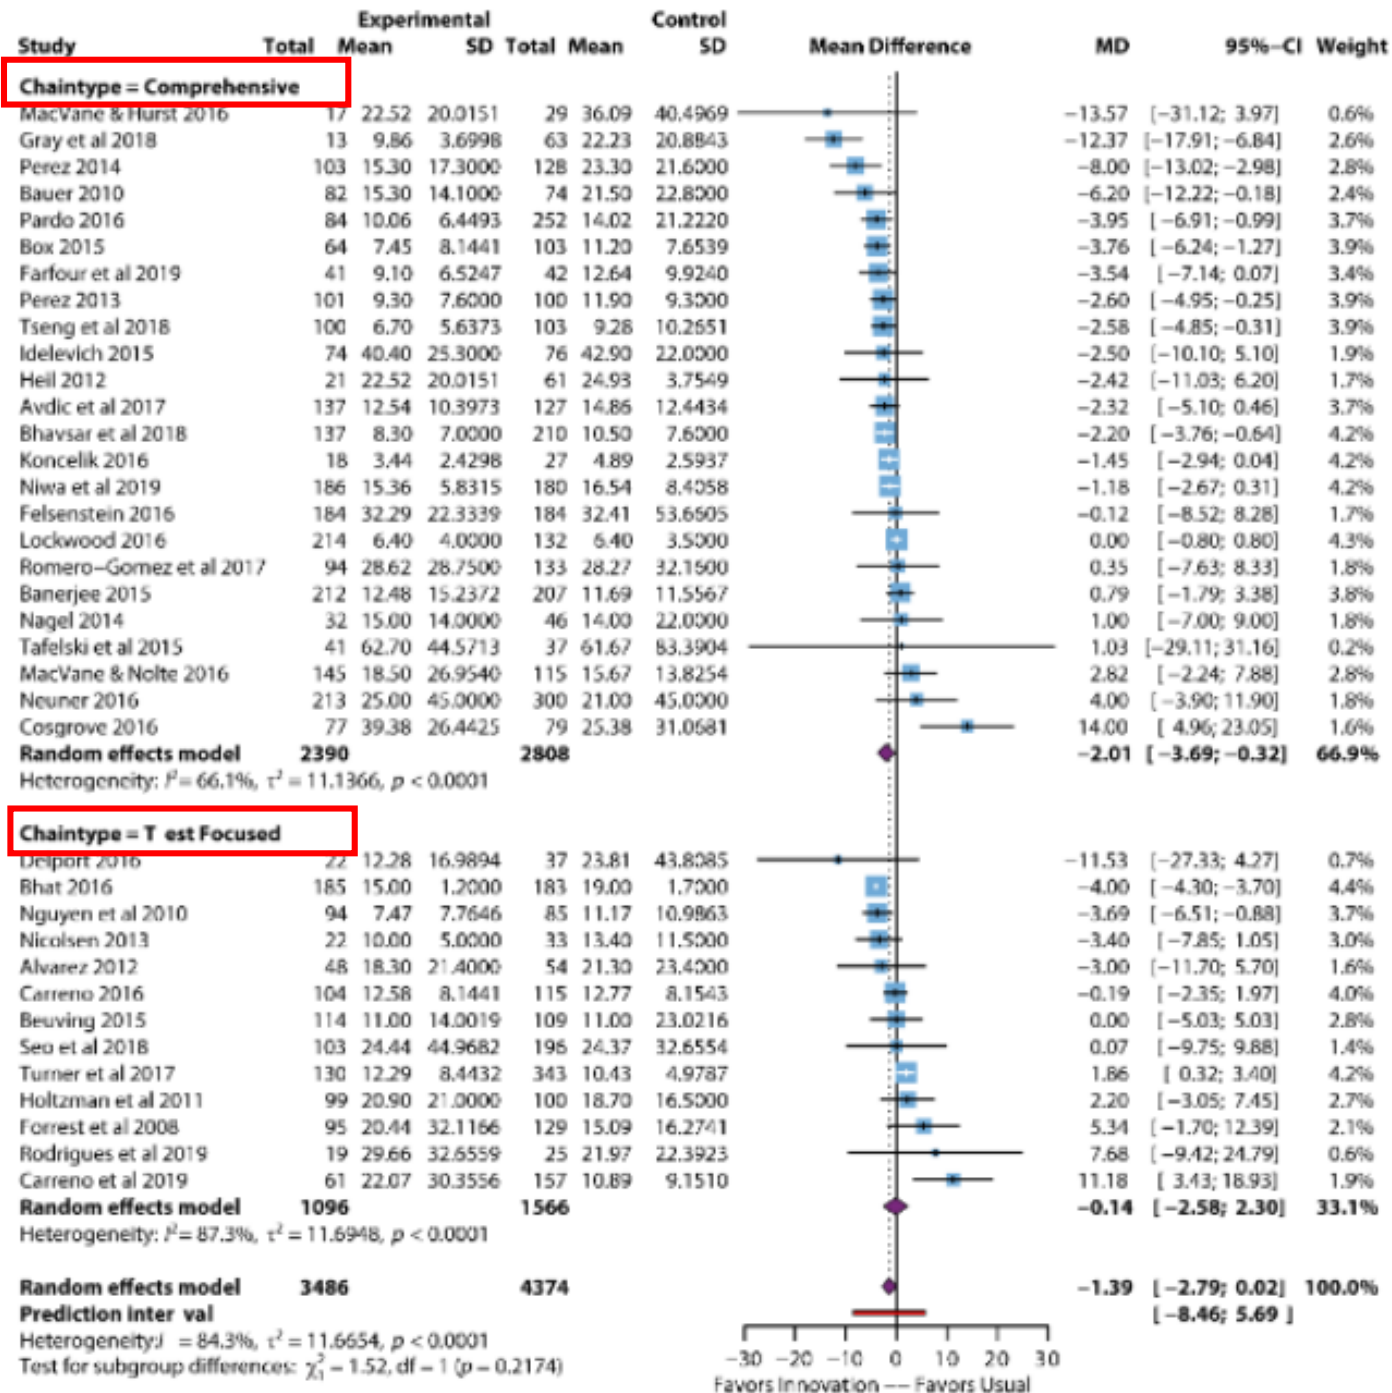 Experimental Control
Study Total Mean SD Total Mean SD Mean Difference MD 95%−CI Weight
Chaintype = Comprehensive
MacVane & Hurst 2016 17 22.52 20.0151 29 36.09 40.4969 −13.57 [−31.12; 3.97] 0.6%
Gray et al 2018 13 9.86 3.6998 63 22.23 20.8843 −12.37 [−17.91; −6.84] 2.6%
Perez 2014 103 15.30 17.3000 128 23.30 21.6000 −8.00 [−13.02; −2.98] 2.8%
Bauer 2010 82 15.30 14.1000 74 21.50 22.8000 −6.20 [−12.22; −0.18] 2.4%
Pardo 2016 84 10.06 6.4493 252 14.02 21.2220 −3.95 [−6.91; −0.99] 3.7%
Box 2015 64 7.45 8.1441 103 11.20 7.6539 −3.76 [−6.24; −1.27] 3.9%
Farfour et al 2019 41 9.10 6.5247 42 12.64 9.9240 −3.54 [−7.14; 0.07] 3.4%
Perez 2013 101 9.30 7.6000 100 11.90 9.3000 −2.60 [−4.95; −0.25] 3.9%
Tseng et al 2018 100 6.70 5.6373 103 9.28 10.2651 −2.58 [−4.85; −0.31] 3.9%
Idelevich 2015 74 40.40 25.3000 76 42.90 22.0000 −2.50 [−10.10; 5.10] 1.9%
Heil 2012 21 22.52 20.0151 61 24.93 3.7549 −2.42 [−11.03; 6.20] 1.7%
Avdic et al 2017 137 12.54 10.3973 127 14.86 12.4434 −2.32 [−5.10; 0.46] 3.7%
Bhavsar et al 2018 137 8.30 7.0000 210 10.50 7.6000 −2.20 [−3.76; −0.64] 4.2%
Koncelik 2016 18 3.44 2.4298 27 4.89 2.5937 −1.45 [−2.94; 0.04] 4.2%
Niwa et al 2019 186 15.36 5.8315 180 16.54 8.4058 −1.18 [−2.67; 0.31] 4.2%
Felsenstein 2016 184 32.29 22.3339 184 32.41 53.6605 −0.12 [−8.52; 8.28] 1.7%
Lockwood 2016 214 6.40 4.0000 132 6.40 3.5000 0.00 [−0.80; 0.80] 4.3%
Romero−Gomez et al 2017 94 28.62 28.7500 133 28.27 32.1600 0.35 [−7.63; 8.33] 1.8%
Banerjee 2015 212 12.48 15.2372 207 11.69 11.5567 0.79 [−1.79; 3.38] 3.8%
Nagel 2014 32 15.00 14.0000 46 14.00 22.0000 1.00 [−7.00; 9.00] 1.8%
Tafelski et al 2015 41 62.70 44.5713 37 61.67 83.3904 1.03 [−29.11; 31.16] 0.2%
MacVane & Nolte 2016 145 18.50 26.9540 115 15.67 13.8254 2.82 [−2.24; 7.88] 2.8%
Neuner 2016 213 25.00 45.0000 300 21.00 45.0000 4.00 [−3.90; 11.90] 1.8%
Cosgrove 2016 77 39.38 26.4425 79 25.38 31.0681 14.00 [ 4.96; 23.05] 1.6%
Random effects model 2390 2808 −2.01 [−3.69; −0.32] 66.9%
Heterogeneity: I² = 66.1%, τ² = 11.1366, p < 0.0001
Chaintype = T est Focused
Delport 2016 22 12.28 16.9894 37 23.81 43.8085 −11.53 [−27.33; 4.27] 0.7%
Bhat 2016 185 15.00 1.2000 183 19.00 1.7000 −4.00 [−4.30; −3.70] 4.4%
Nguyen et al 2010 94 7.47 7.7646 85 11.17 10.9863 −3.69 [−6.51; −0.88] 3.7%
Nicolsen 2013 22 10.00 5.0000 33 13.40 11.5000 −3.40 [−7.85; 1.05] 3.0%
Alvarez 2012 48 18.30 21.4000 54 21.30 23.4000 −3.00 [−11.70; 5.70] 1.6%
Carreno 2016 104 12.58 8.1441 115 12.77 8.1543 −0.19 [−2.35; 1.97] 4.0%
Beuving 2015 114 11.00 14.0019 109 11.00 23.0216 0.00 [−5.03; 5.03] 2.8%
Seo et al 2018 103 24.44 44.9682 196 24.37 32.6554 0.07 [−9.75; 9.88] 1.4%
Turner et al 2017 130 12.29 8.4432 343 10.43 4.9787 1.86 [ 0.32; 3.40] 4.2%
Holtzman et al 2011 99 20.90 21.0000 100 18.70 16.5000 2.20 [−3.05; 7.45] 2.7%
Forrest et al 2008 95 20.44 32.1166 129 15.09 16.2741 5.34 [−1.70; 12.39] 2.1%
Rodrigues et al 2019 19 29.66 32.6559 25 21.97 22.3923 7.68 [−9.42; 24.79] 0.6%
Carreno et al 2019 61 22.07 30.3556 157 10.89 9.1510 11.18 [ 3.43; 18.93] 1.9%
Random effects model 1096 1566 −0.14 [−2.58; 2.30] 33.1%
Heterogeneity: I² = 87.3%, τ² = 11.6948, p < 0.0001
Random effects model 3486 4374 −1.39 [−2.79; 0.02] 100.0%
Prediction inter val [−8.46; 5.69 ]
Heterogeneity:I = 84.3%, τ² = 11.6654, p < 0.0001
Test for subgroup differences: χ²₁ = 1.52, df = 1 (p = 0.2174)
−30 −20 −10 0 10 20 30
Favors Innovation −−− Favors Usual